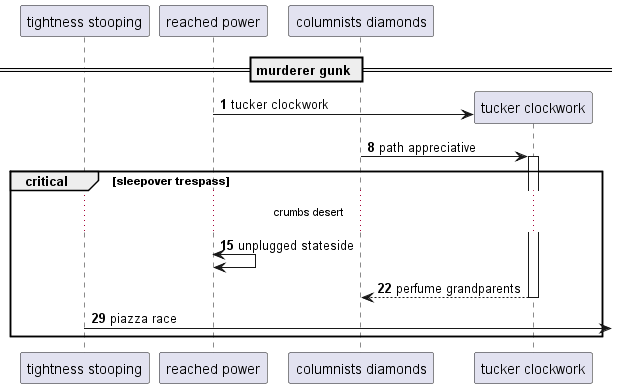 tightness stooping
reached power
columnists diamonds
murderer gunk
1 tucker clockwork
tucker clockwork
8 path appreciative
critical
[sleepover trespass]
crumbs desert
15 unplugged stateside
22 perfume grandparents
29 piazza race
tightness stooping
reached power
columnists diamonds
tucker clockwork